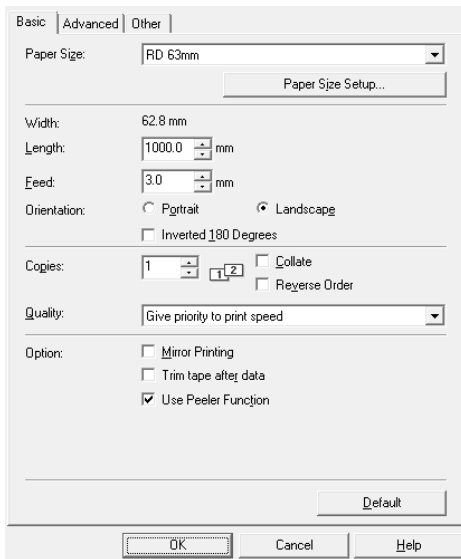 Basic Advanced Other
Paper Size: RD 63mm
Paper Size Setup...
Width: 62.8 mm
Length: 1000.0 mm
Feed: 3.0 mm
Orientation: Portrait Landscape
Inverted 180 Degrees
Copies: 1 1 2 Collate
Reverse Order
Quality: Give priority to print speed
Option: Mirror Printing
Trim tape after data
Use Peeler Function
Default
OK Cancel Help